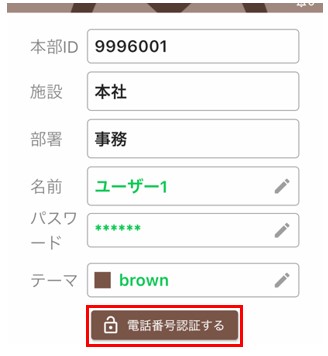 本部ID 9996001
施設 本社
部署 事務
名前 ユーザー1
パスワ
ード ******
テーマ brown
電話番号認証する